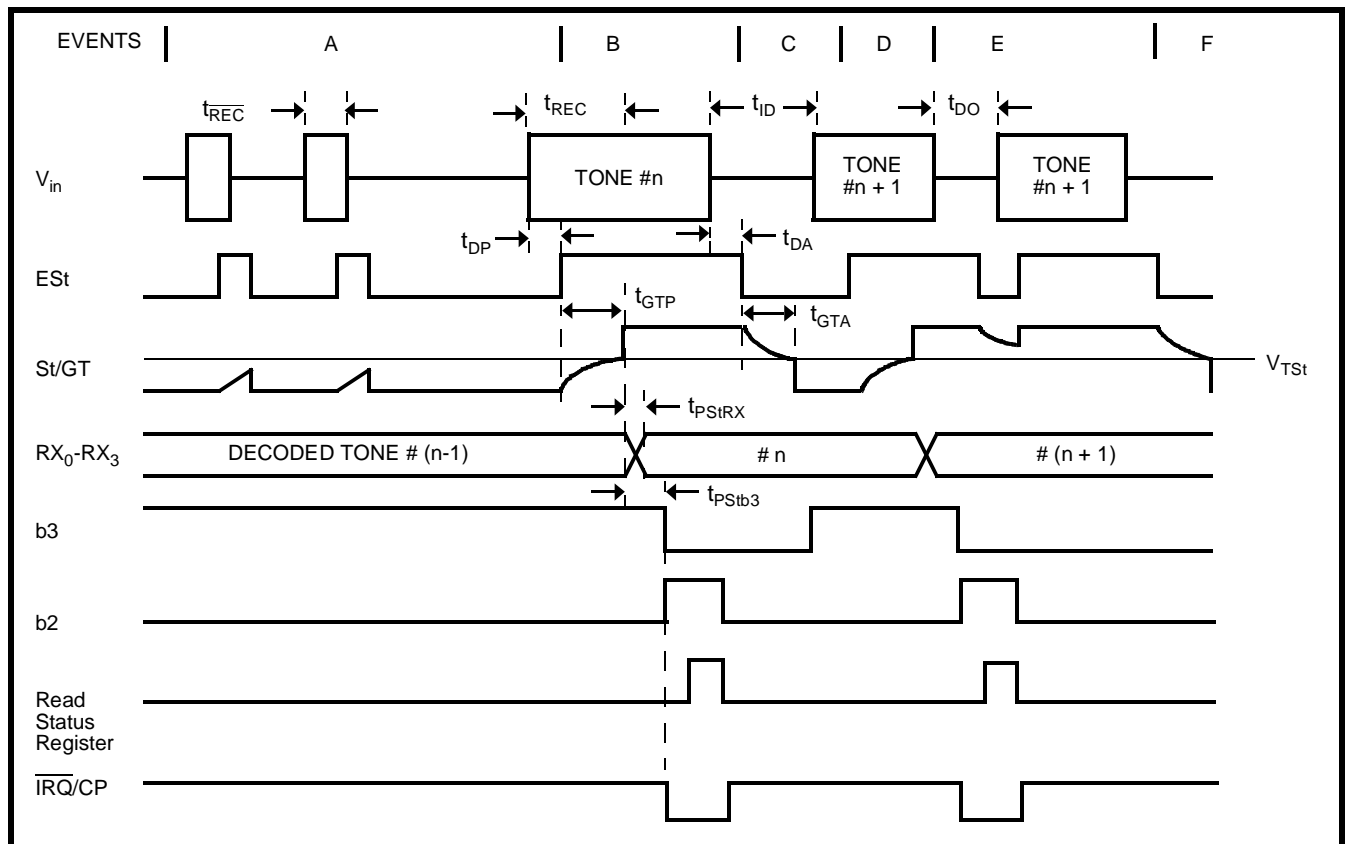 EVENTS A B C D E F
tREC tREC tID tDO
Vin TONE #n TONE #n + 1 TONE #n + 1
tDP tDA
ESt
tGTP tGTA
St/GT VTSt
tPStRX
RX0-RX3 DECODED TONE # (n-1) # n # (n + 1)
tPStb3
b3
b2
Read
Status
Register
IRQ/CP